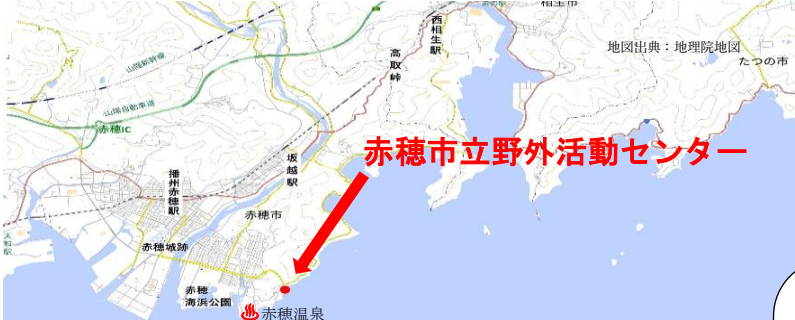 相生市
西相生駅
高取峠
地図出典：地理院地図
たつの市
山陽新幹線
山陽自動車道
赤穂IC
赤穂市立野外活動センター
坂越駅
播州赤穂駅
赤穂市
赤穂城跡
赤穂
海浜公園
赤穂温泉